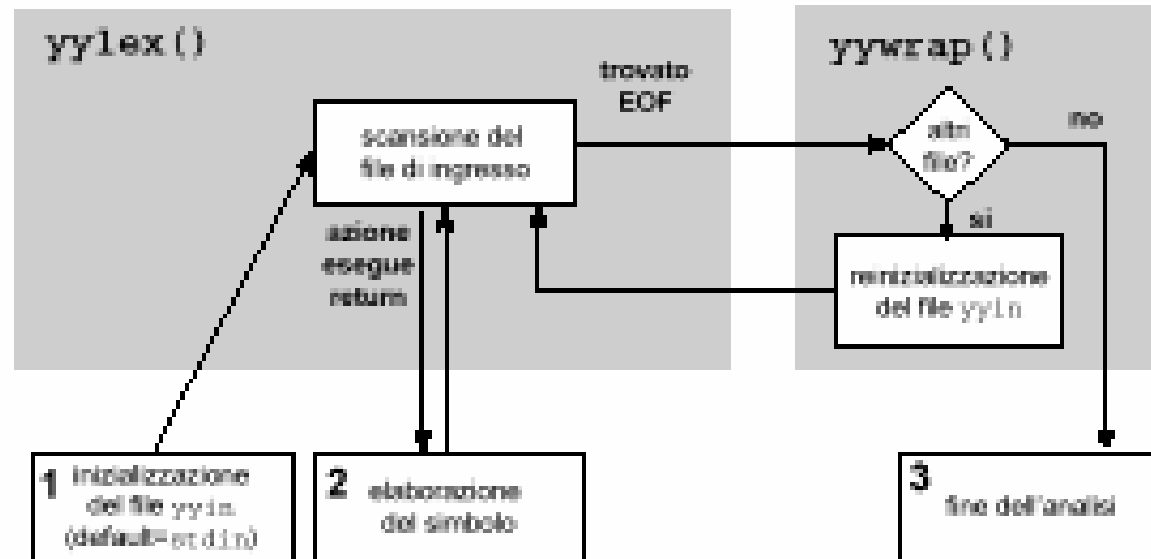 yylex()
yywrap()
trovato
EOF
scansione del
file di ingresso
altri
file?
no
si
azione
esegue
return
reinizializzazione
del file yyin
1 inizializzazione
del file yyin
(default=stdin)
2 elaborazione
del simbolo
3
fine dell'analisi